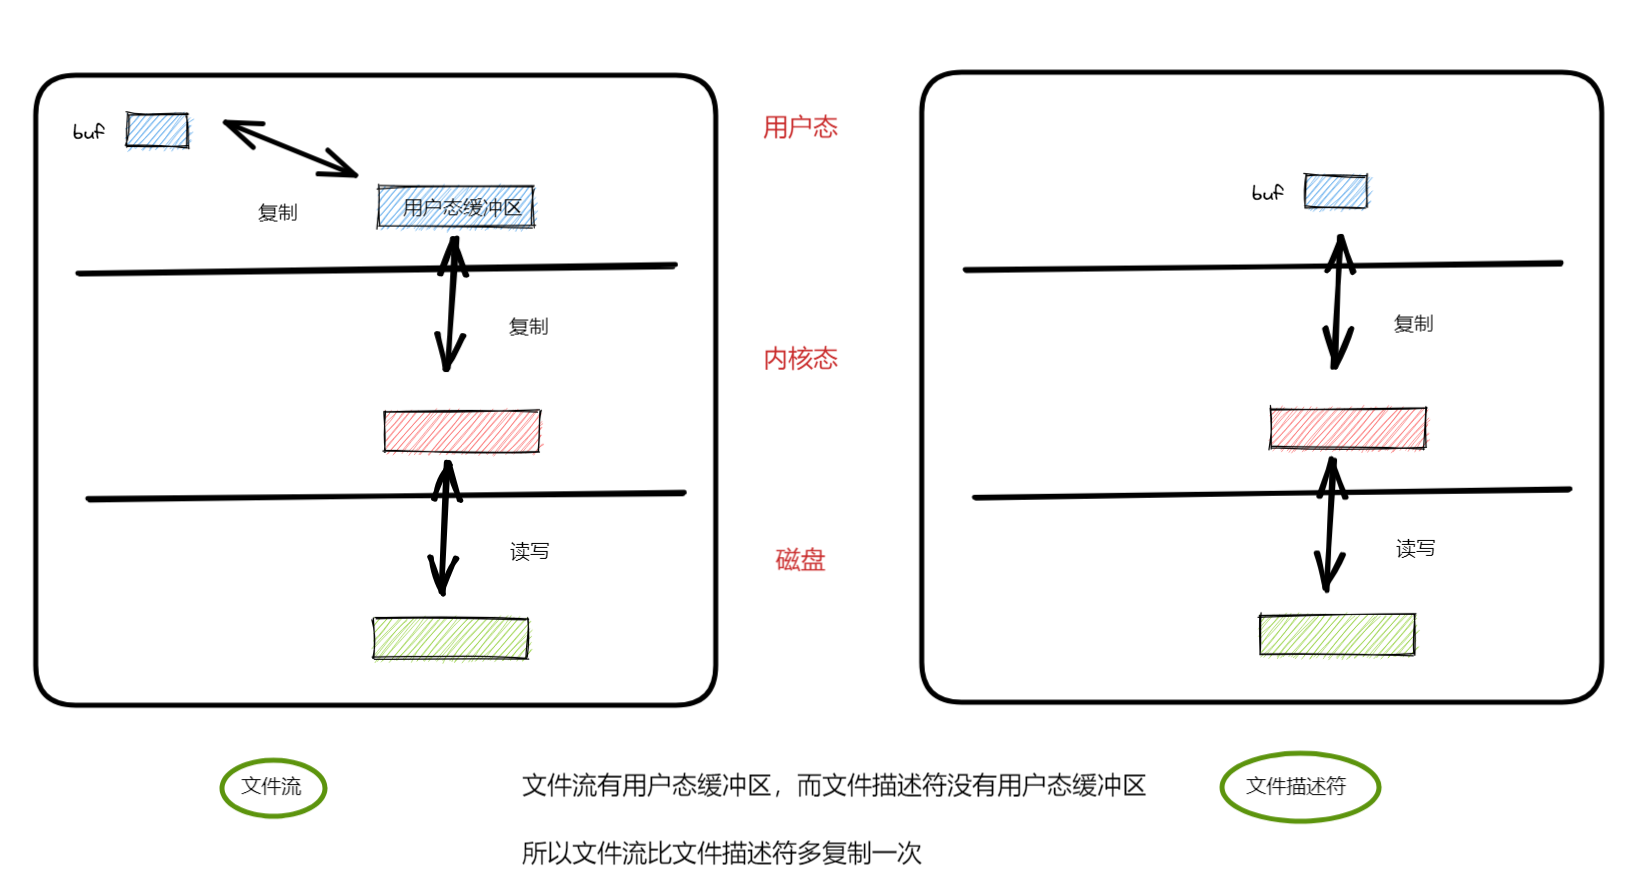 用户态
buf
buf
用户态缓冲区
复制
复制
复制
内核态
读写
读写
磁盘
文件流
文件流有用户态缓冲区，而文件描述符没有用户态缓冲区
文件描述符
所以文件流比文件描述符多复制一次